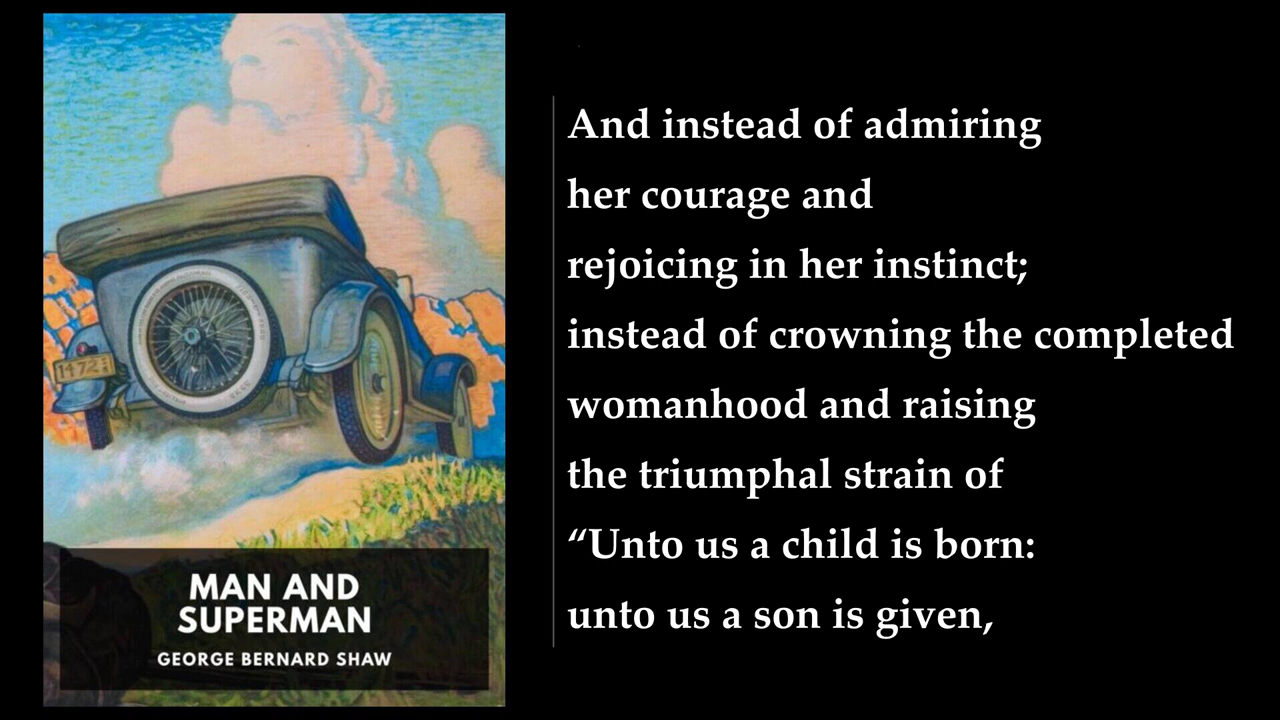 And instead of admiring
her courage and
rejoicing in her instinct;
instead of crowning the completed
womanhood and raising
the triumphal strain of
“Unto us a child is born:
unto us a son is given,
1472
MAN AND
SUPERMAN
GEORGE BERNARD SHAW